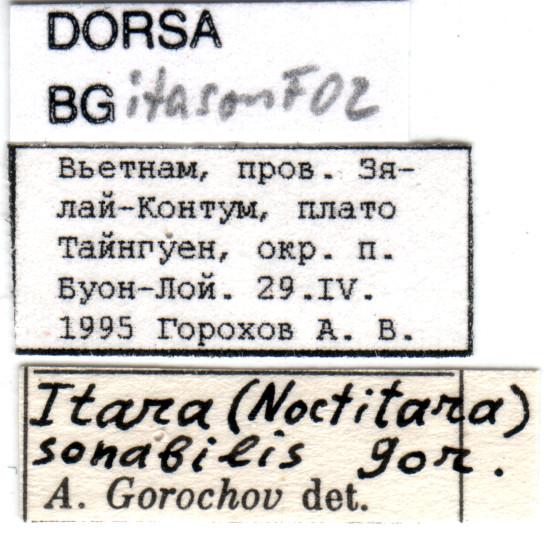 DORSA
BG itasonF02
Вьетнам, пров. Зя-
лай-Контум, плато
Тайнгуен, окр. п.
Буон-Лой. 29.IV.
1995 Горохов А. В.
Itara (Noctitara)
sonabilis gor.
A. Gorochov det.